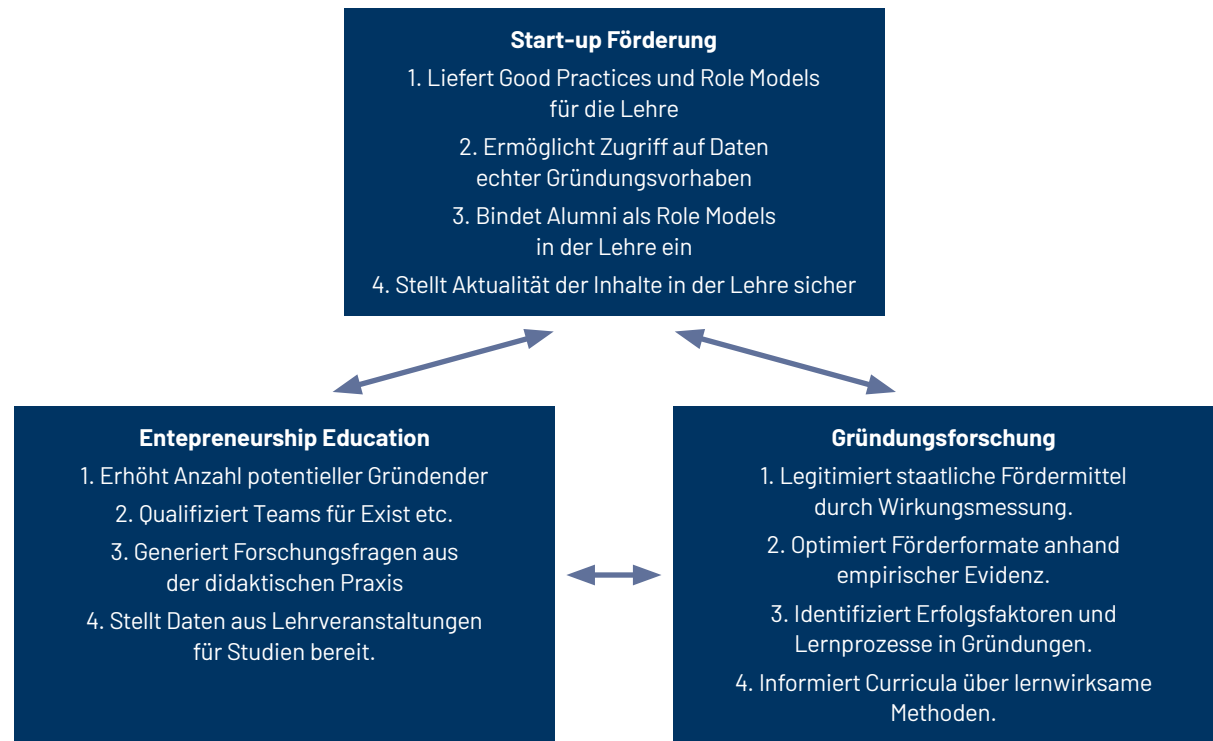 Start-up Förderung
1. Liefert Good Practices und Role Models
für die Lehre
2. Ermöglicht Zugriff auf Daten
echter Gründungsvorhaben
3. Bindet Alumni als Role Models
in der Lehre ein
4. Stellt Aktualität der Inhalte in der Lehre sicher
Entepreneurship Education
1. Erhöht Anzahl potentieller Gründender
2. Qualifiziert Teams für Exist etc.
3. Generiert Forschungsfragen aus
der didaktischen Praxis
4. Stellt Daten aus Lehrveranstaltungen
für Studien bereit.
Gründungsforschung
1. Legitimiert staatliche Fördermittel
durch Wirkungsmessung.
2. Optimiert Förderformate anhand
empirischer Evidenz.
3. Identifiziert Erfolgsfaktoren und
Lernprozesse in Gründungen.
4. Informiert Curricula über lernwirksame
Methoden.